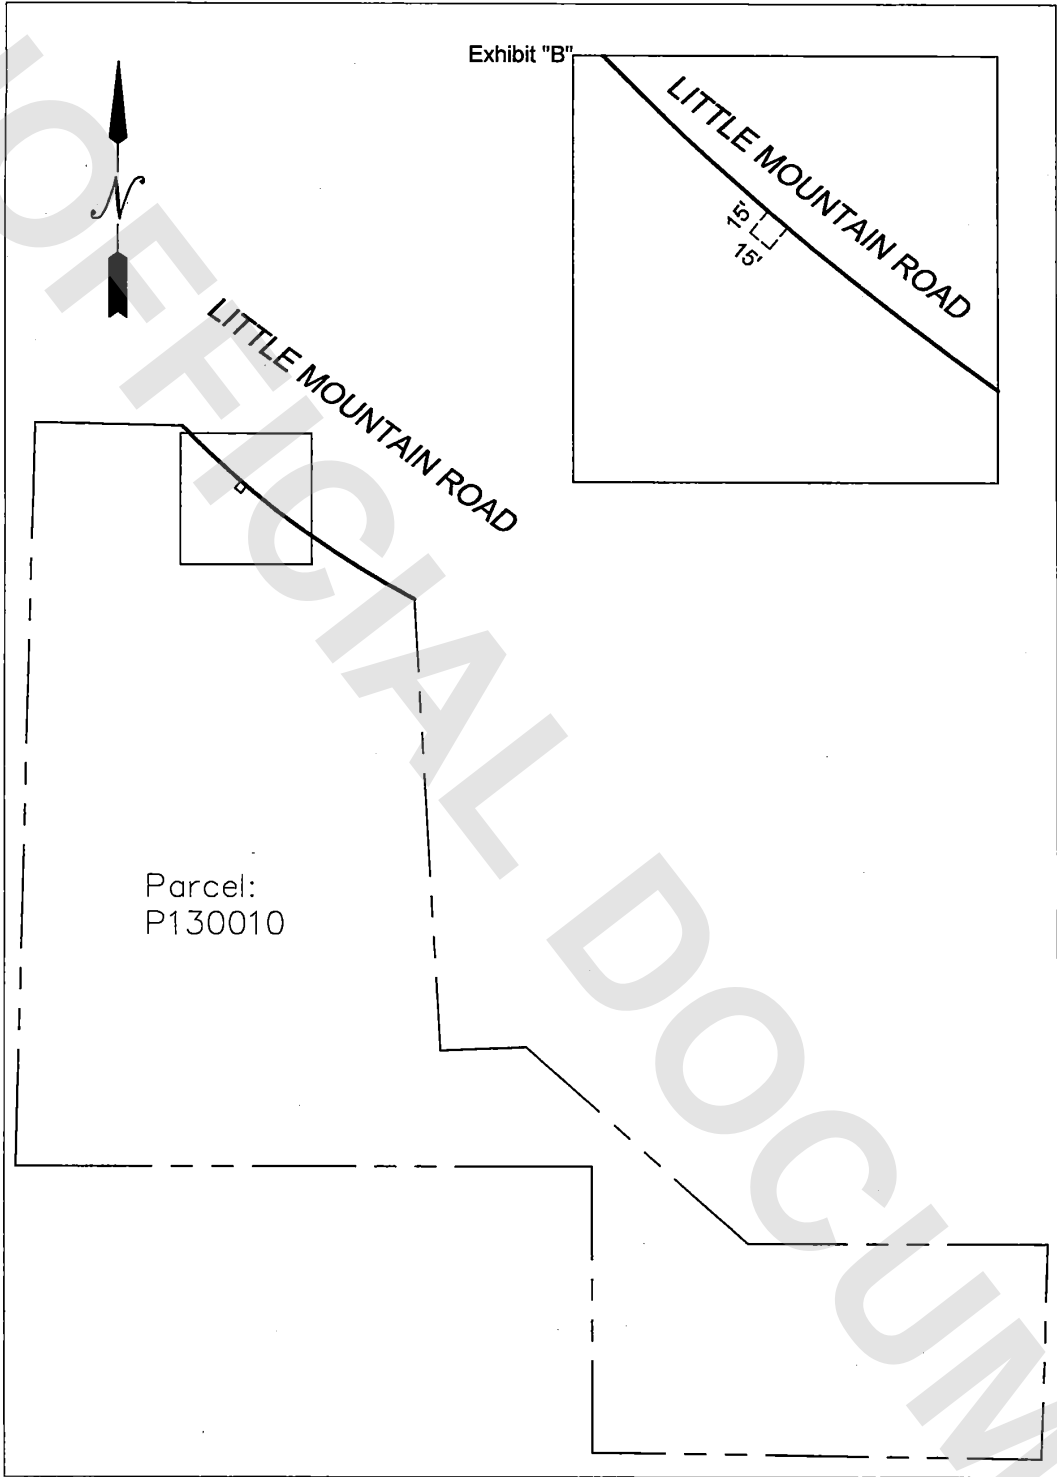 Exhibit "B"
LITTLE MOUNTAIN ROAD
15'
15'
N
LITTLE MOUNTAIN ROAD
Parcel:
P130010
OFFICIAL DOCUM